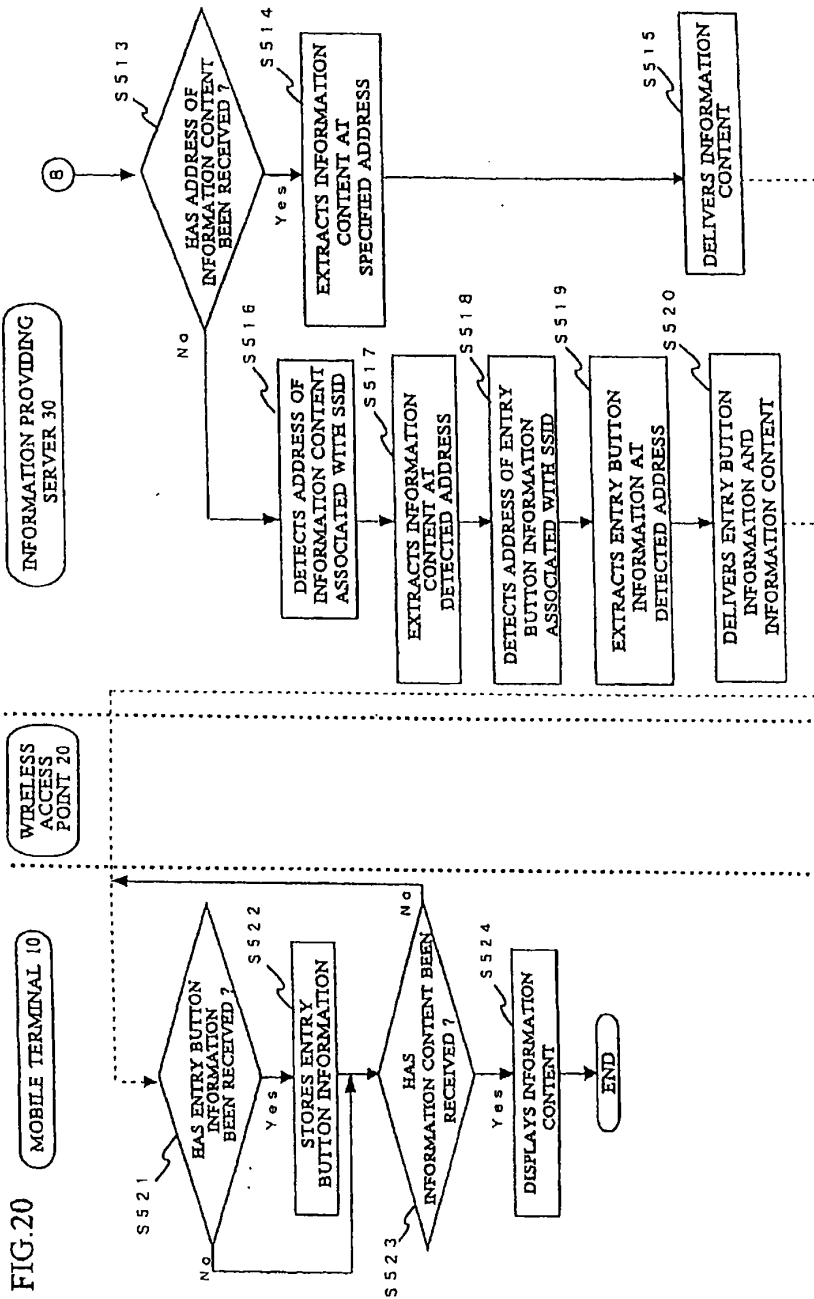 FIG.20
MOBILE TERMINAL 10
WIRELESS
ACCESS
POINT 20
INFORMATION PROVIDING
SERVER 30
B
S513
HAS ADDRESS OF
INFORMATION CONTENT
BEEN RECEIVED ?
No
Yes
S514
EXTRACTS INFORMATION
CONTENT AT
SPECIFIED ADDRESS
S515
DELIVERS INFORMATION
CONTENT
S516
DETECTS ADDRESS OF
INFORMATION CONTENT
ASSOCIATED WITH SSID
S517
EXTRACTS INFORMATION
CONTENT AT
DETECTED ADDRESS
S518
DETECTS ADDRESS OF ENTRY
BUTTON INFORMATION
ASSOCIATED WITH SSID
S519
EXTRACTS ENTRY BUTTON
INFORMATION AT
DETECTED ADDRESS
S520
DELIVERS ENTRY BUTTON
INFORMATION AND
INFORMATION CONTENT
S521
HAS ENTRY BUTTON
INFORMATION
BEEN RECEIVED ?
No
Yes
S522
STORES ENTRY
BUTTON INFORMATION
S523
HAS
INFORMATION CONTENT BEEN
RECEIVED ?
No
Yes
S524
DISPLAYS INFORMATION
CONTENT
END